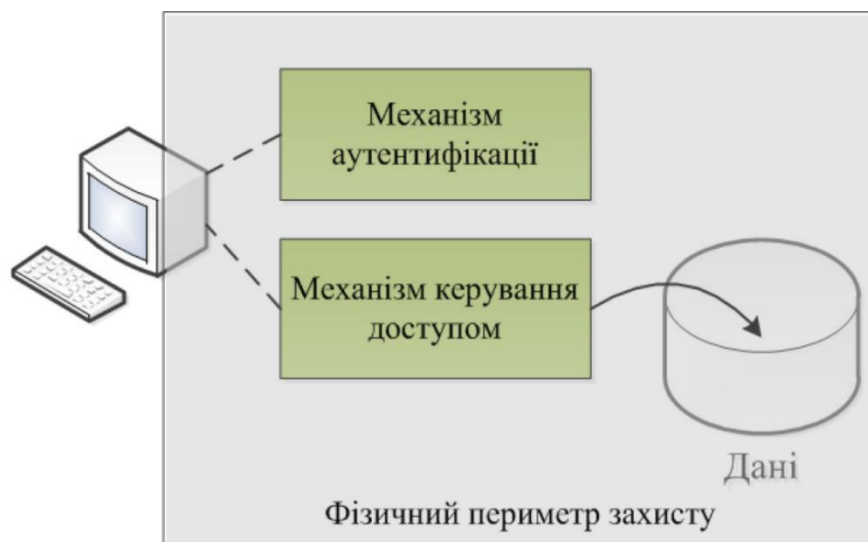 Механізм
аутентифікації
Механізм керування
доступом
Дані
Фізичний периметр захисту